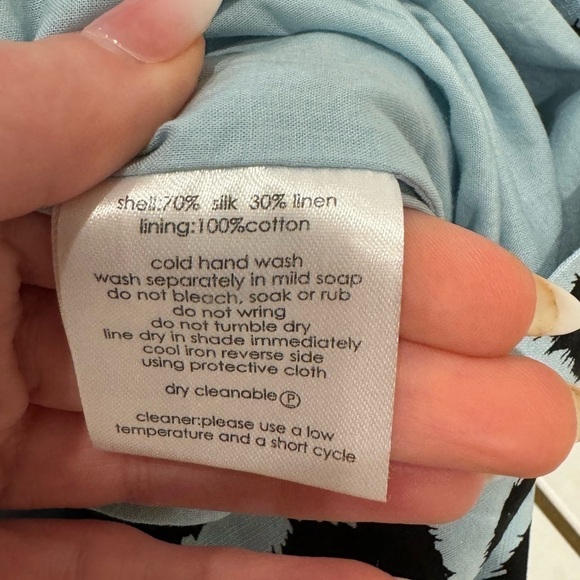 shell:70% silk 30% linen
lining:100%cotton
cold hand wash
wash separately in mild soap
do not bleach, soak or rub
do not wring
do not tumble dry
line dry in shade immediately
cool iron reverse side
using protective cloth
dry cleanable Ⓟ
cleaner:please use a low
temperature and a short cycle